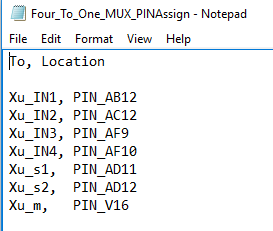 Four_To_One_MUX_PINAssign - Notepad
File Edit Format View Help
To, Location
Xu_IN1, PIN_AB12
Xu_IN2, PIN_AC12
Xu_IN3, PIN_AF9
Xu_IN4, PIN_AF10
Xu_s1, PIN_AD11
Xu_s2, PIN_AD12
Xu_m, PIN_V16